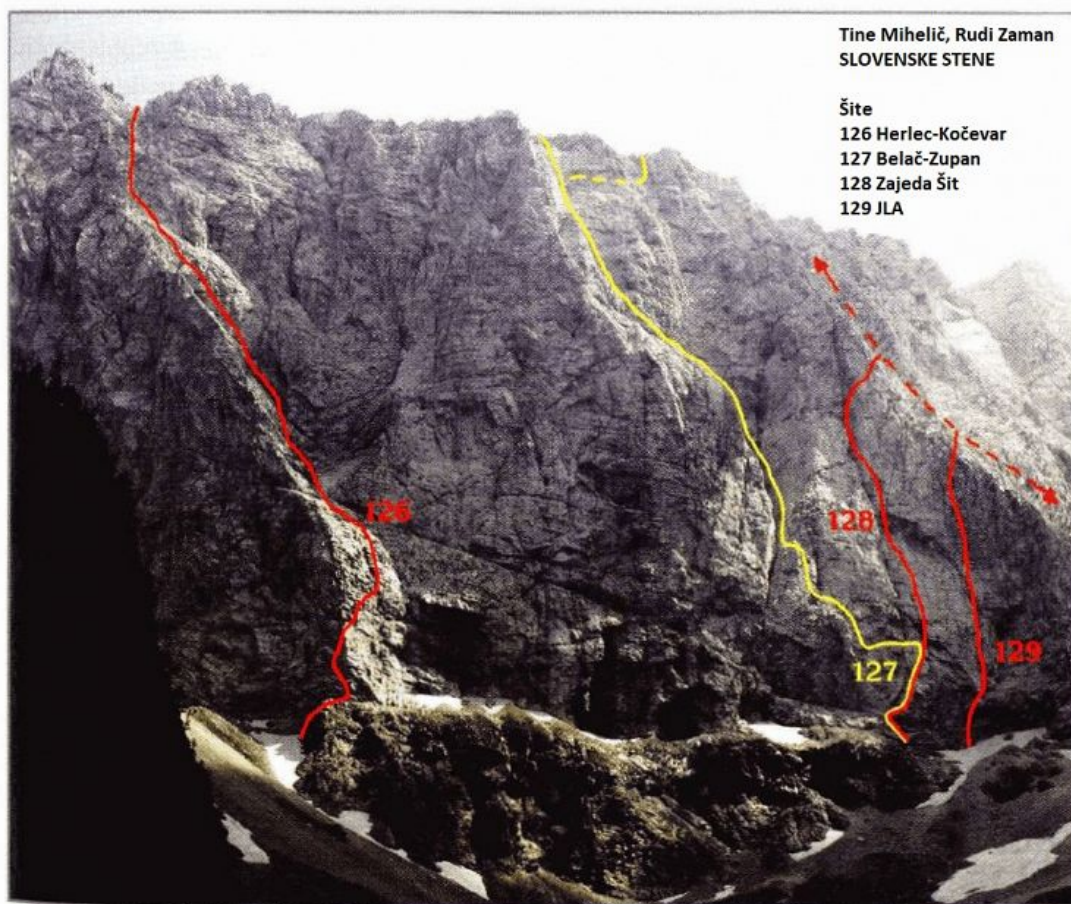 Tine Mihelič, Rudi Zaman
SLOVENSKE STENE
Šite
126 Herlec-Kočevar
127 Belač-Zupan
128 Zajeda Šit
129 JLA
126
128
127
129